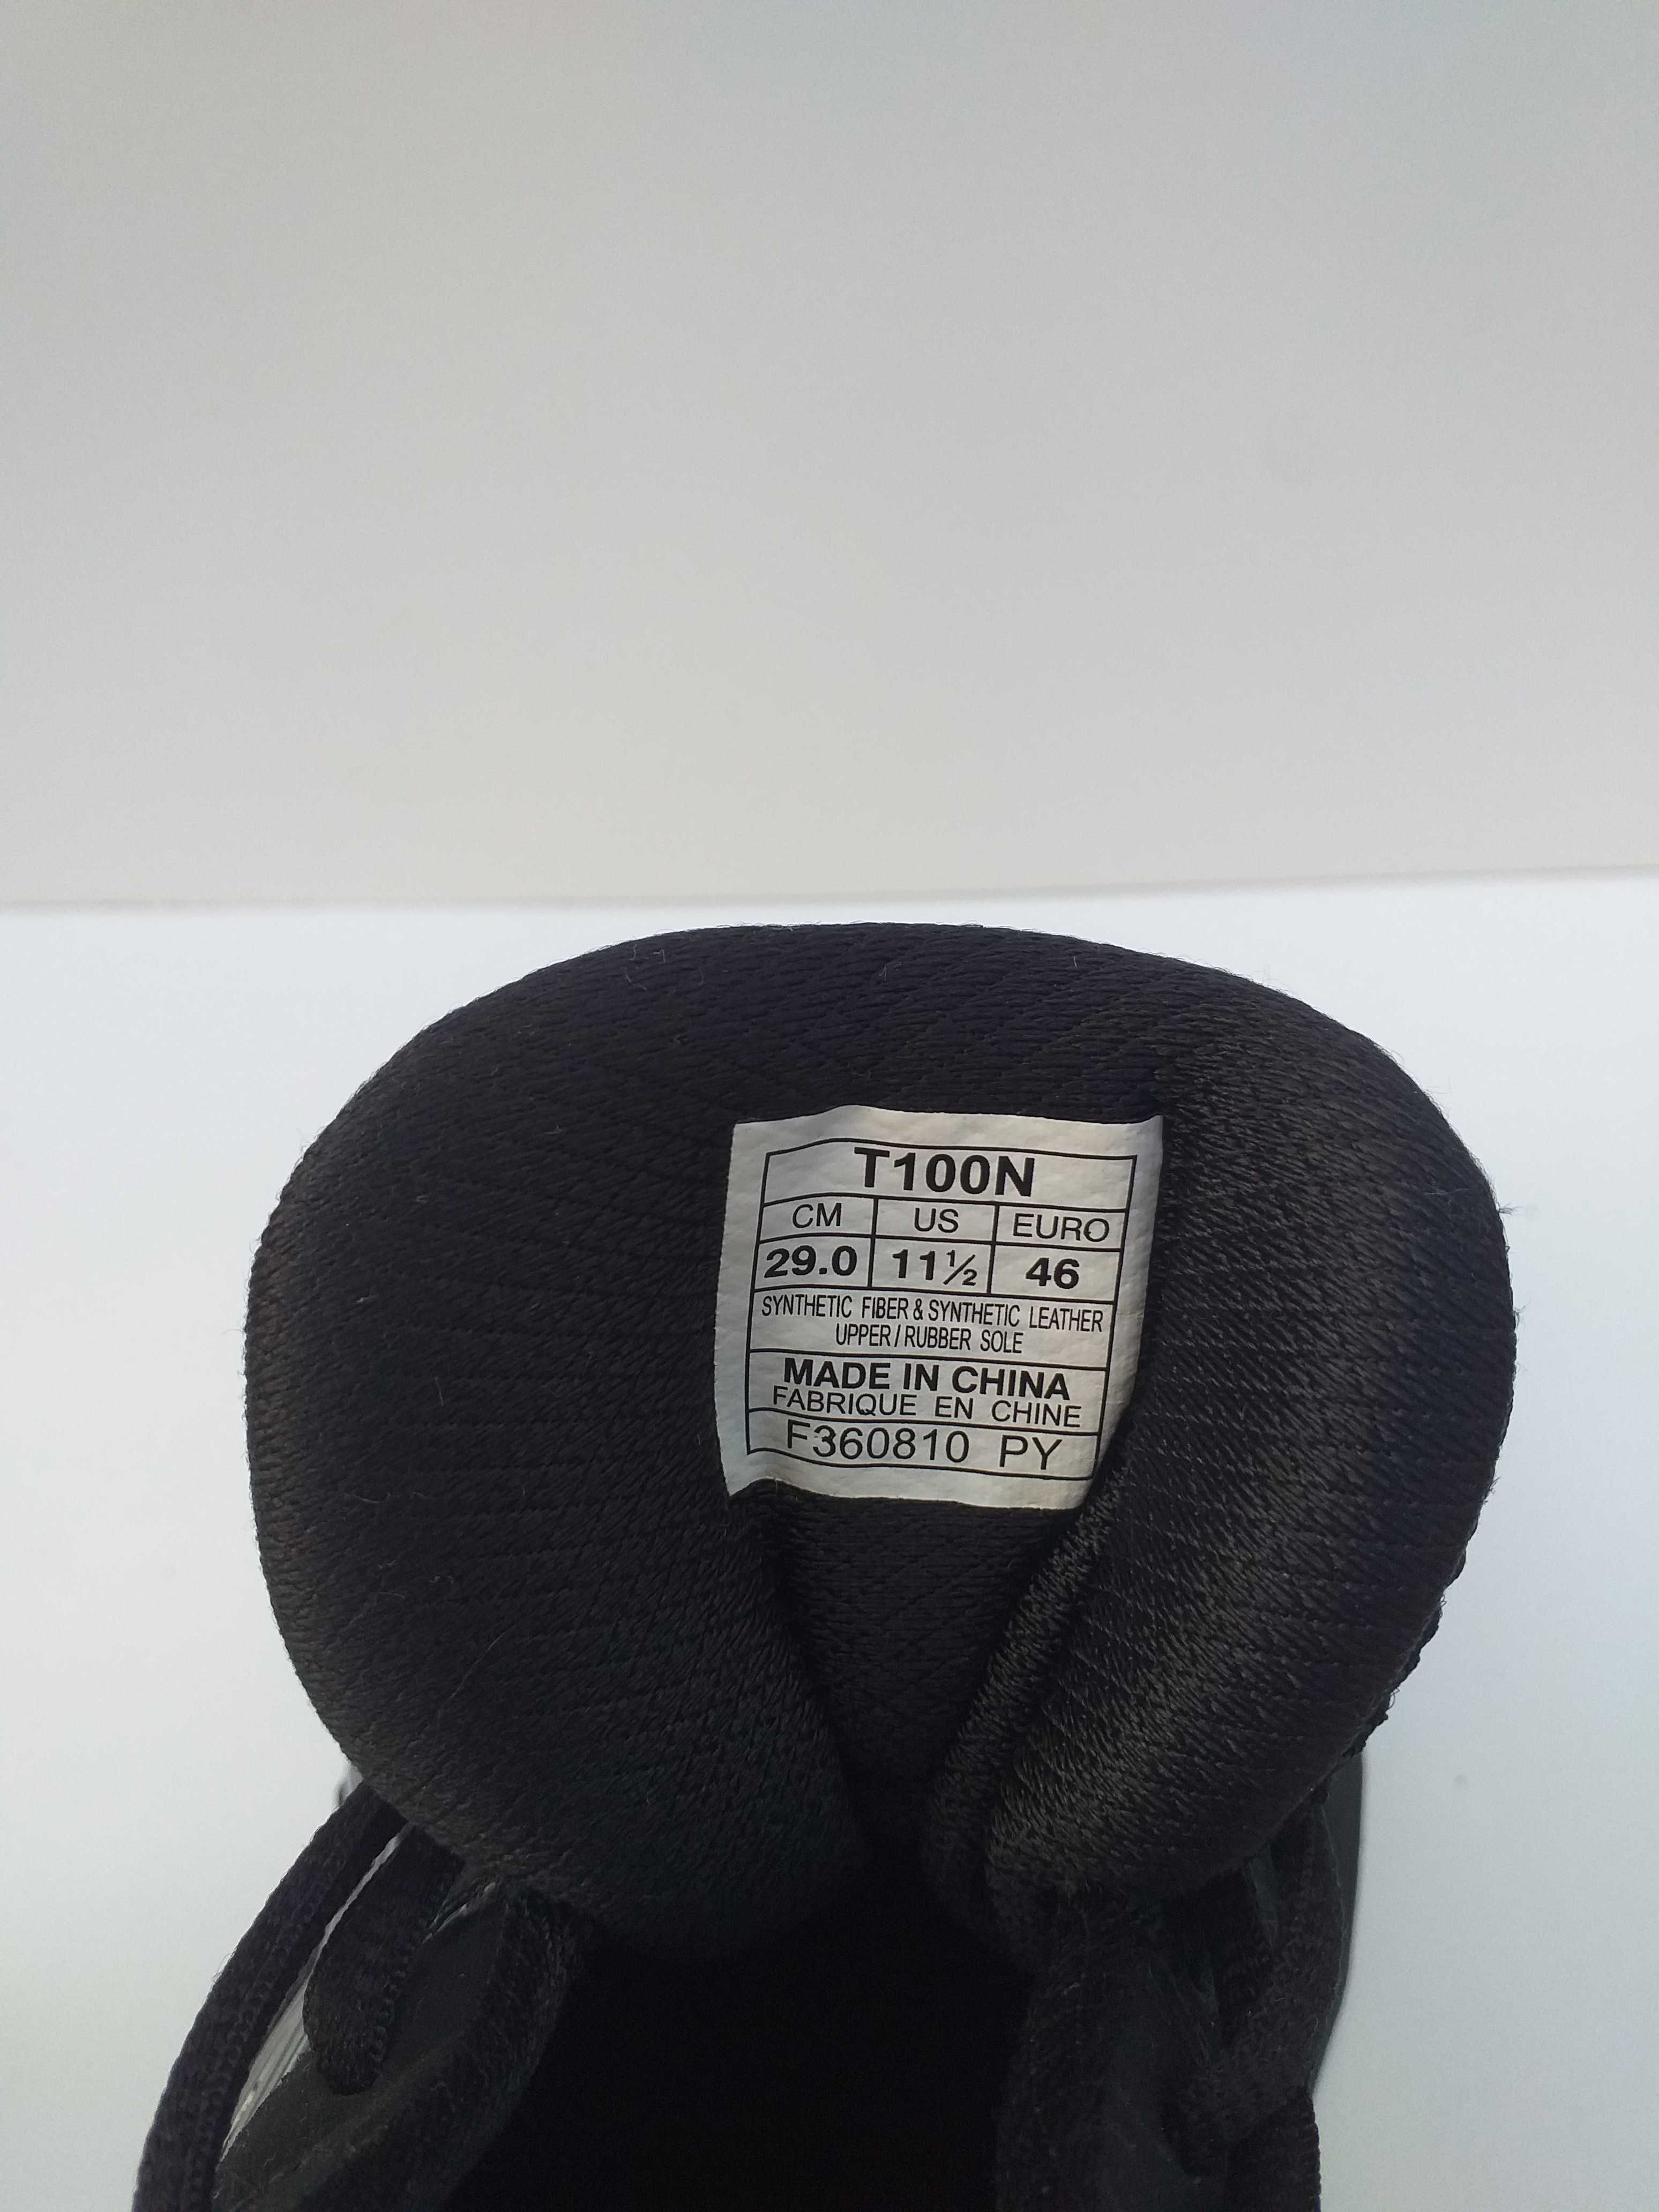 T100N
CM US EURO
29.0 11½ 46
SYNTHETIC FIBER & SYNTHETIC LEATHER
UPPER / RUBBER SOLE
MADE IN CHINA
FABRIQUE EN CHINE
F360810 PY